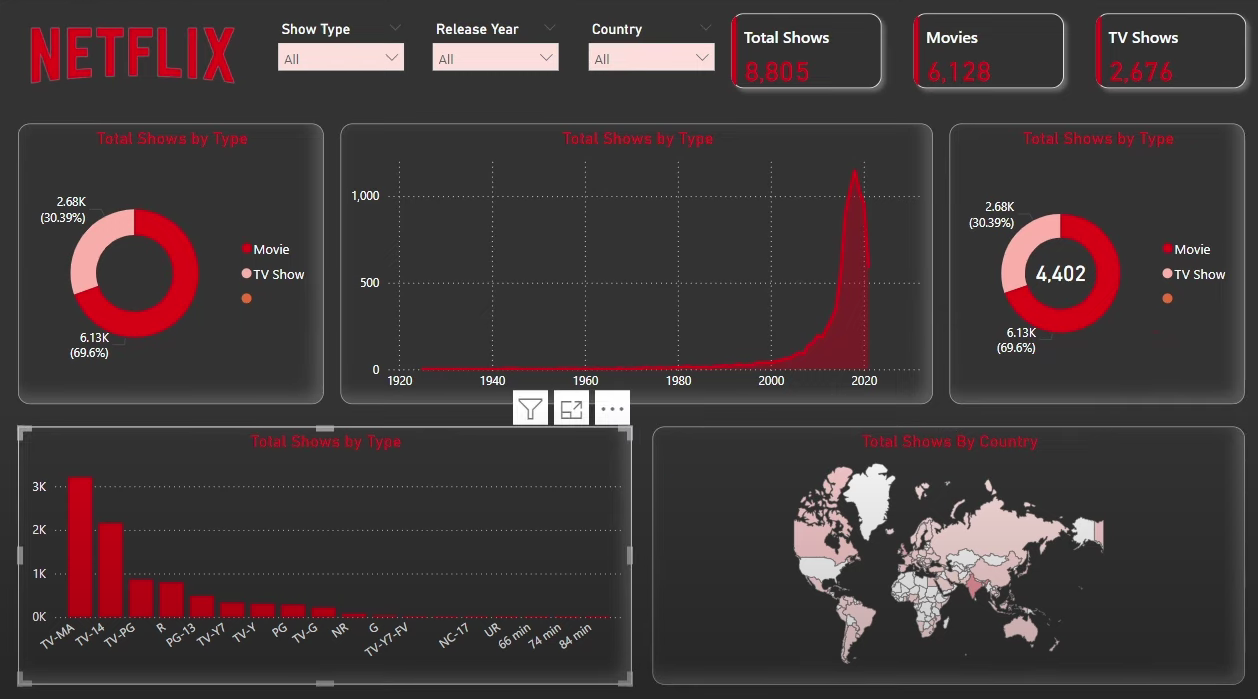 NETFLIX
Show Type
All
Release Year
All
Country
All
Total Shows
8,805
Movies
6,128
TV Shows
2,676
Total Shows by Type
2.68K
(30.39%)
6.13K
(69.6%)
Movie
TV Show
Total Shows by Type
1,000
500
0
1920
1940
1960
1980
2000
2020
Total Shows by Type
2.68K
(30.39%)
4,402
6.13K
(69.6%)
Movie
TV Show
Total Shows by Type
3K
2K
1K
0K
TV-MA
TV-14
TV-PG
R
PG-13
TV-Y7
TV-Y
PG
TV-G
NR
G
TV-Y7-FV
NC-17
UR
66 min
74 min
84 min
Total Shows By Country